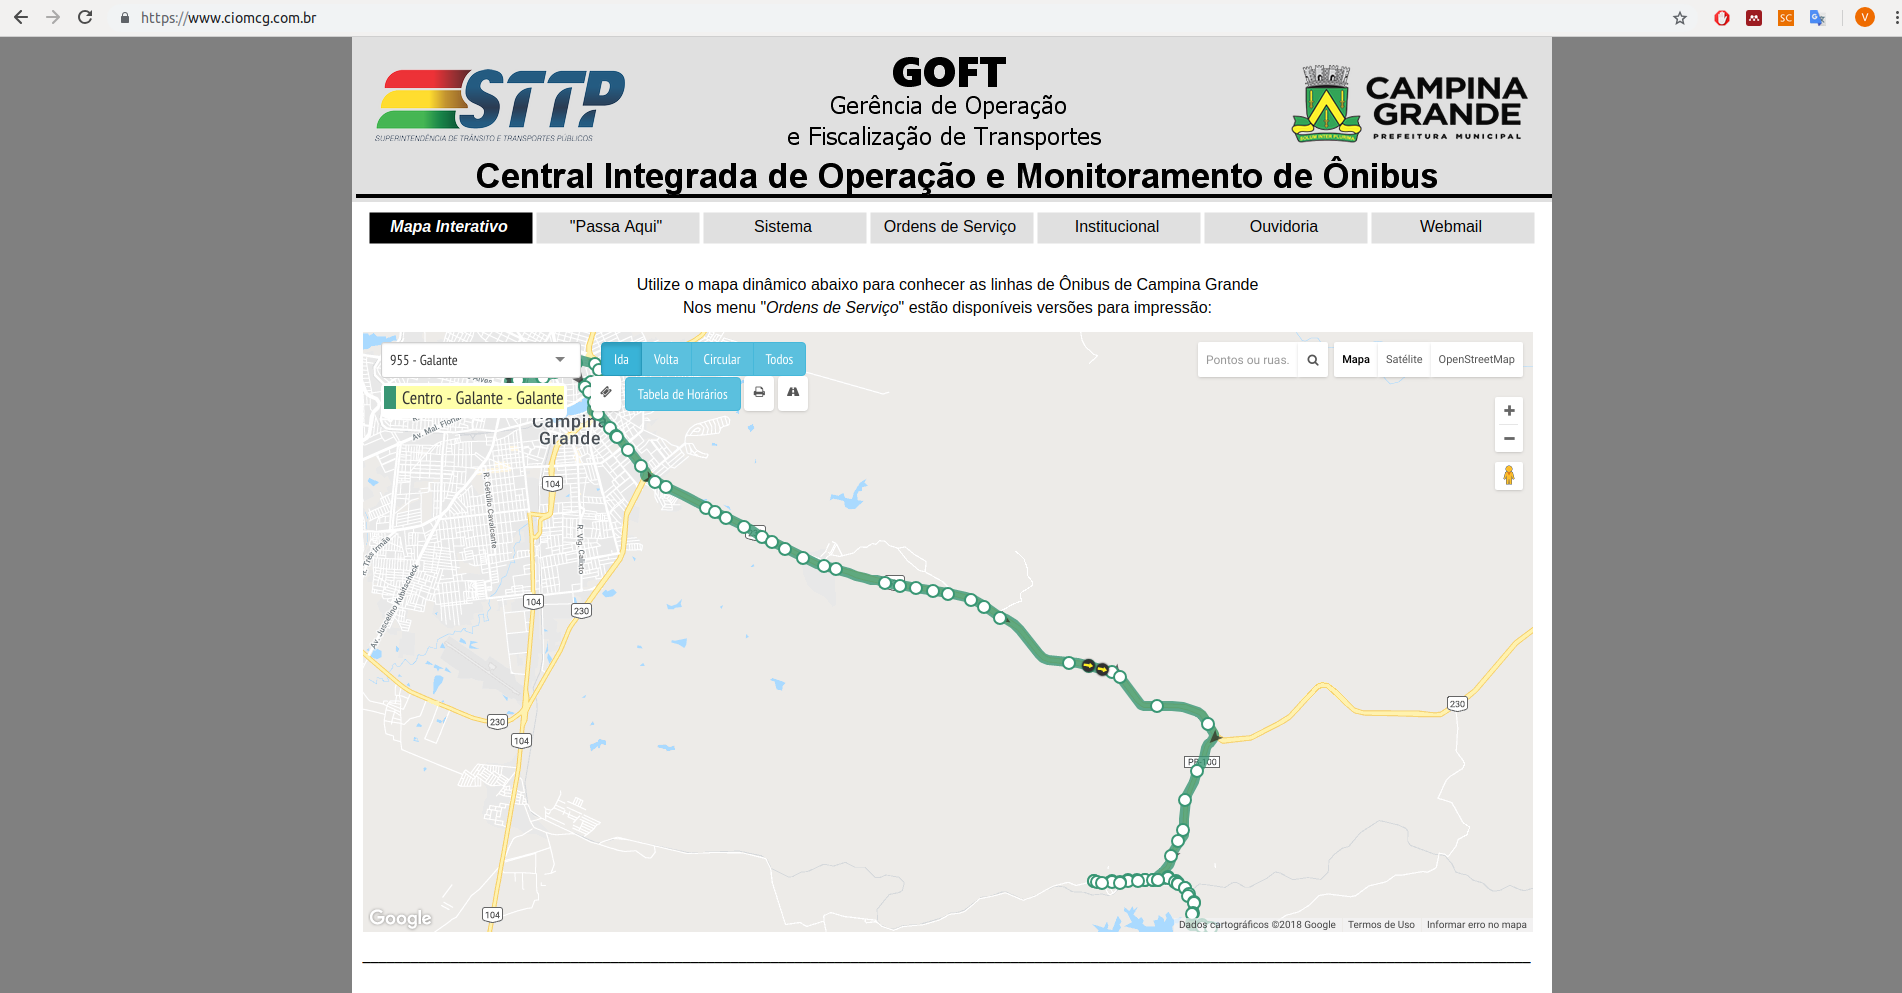 https://www.ciomcg.com.br
SC
V
STTP
SUPERINTENDÊNCIA DE TRÂNSITO E TRANSPORTES PÚBLICOS
GOFT
Gerência de Operação
e Fiscalização de Transportes
CAMPINA
GRANDE
PREFEITURA MUNICIPAL
SOLUM INTER PLURIMA
Central Integrada de Operação e Monitoramento de Ônibus
Mapa Interativo
"Passa Aqui"
Sistema
Ordens de Serviço
Institucional
Ouvidoria
Webmail
Utilize o mapa dinâmico abaixo para conhecer as linhas de Ônibus de Campina Grande
Nos menu "Ordens de Serviço" estão disponíveis versões para impressão:
955 - Galante
Ida
Volta
Circular
Todos
Pontos ou ruas.
Mapa
Satélite
OpenStreetMap
Centro - Galante - Galante
Tabela de Horários
Campina
Grande
Av. Mal. Floriano
R. Getúlio Cavalcante
R. Vig. Calixto
R. Três Irmãs
Av. Juscelino Kubitscheck
104
104
230
230
104
230
PB-100
104
Google
Dados cartográficos ©2018 Google
Termos de Uso
Informar erro no mapa